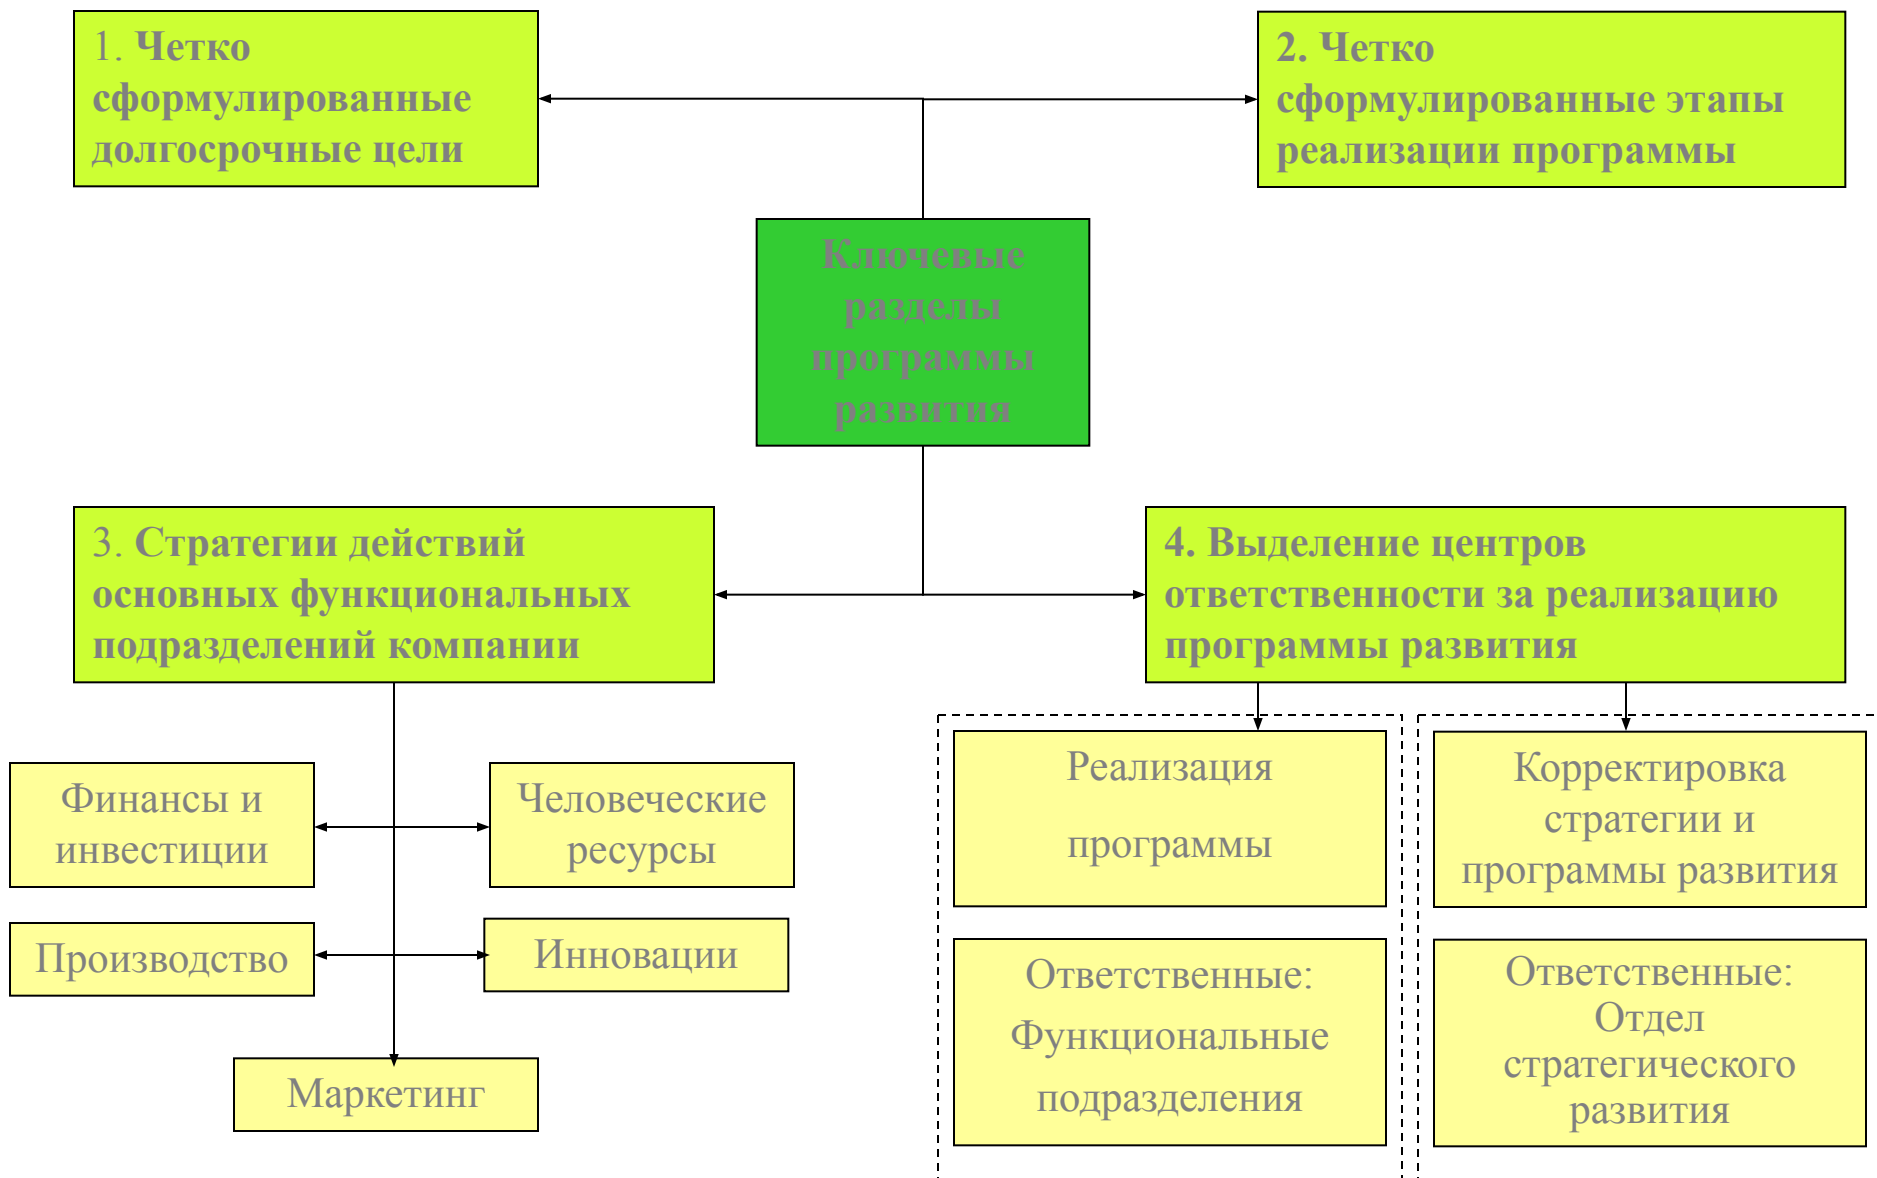 1. Четко
сформулированные
долгосрочные цели
2. Четко
сформулированные этапы
реализации программы
Ключевые
разделы
программы
развития
3. Стратегии действий
основных функциональных
подразделений компании
4. Выделение центров
ответственности за реализацию
программы развития
Финансы и
инвестиции
Человеческие
ресурсы
Производство
Инновации
Маркетинг
Реализация
программы
Ответственные:
Функциональные
подразделения
Корректировка
стратегии и
программы развития
Ответственные:
Отдел
стратегического
развития